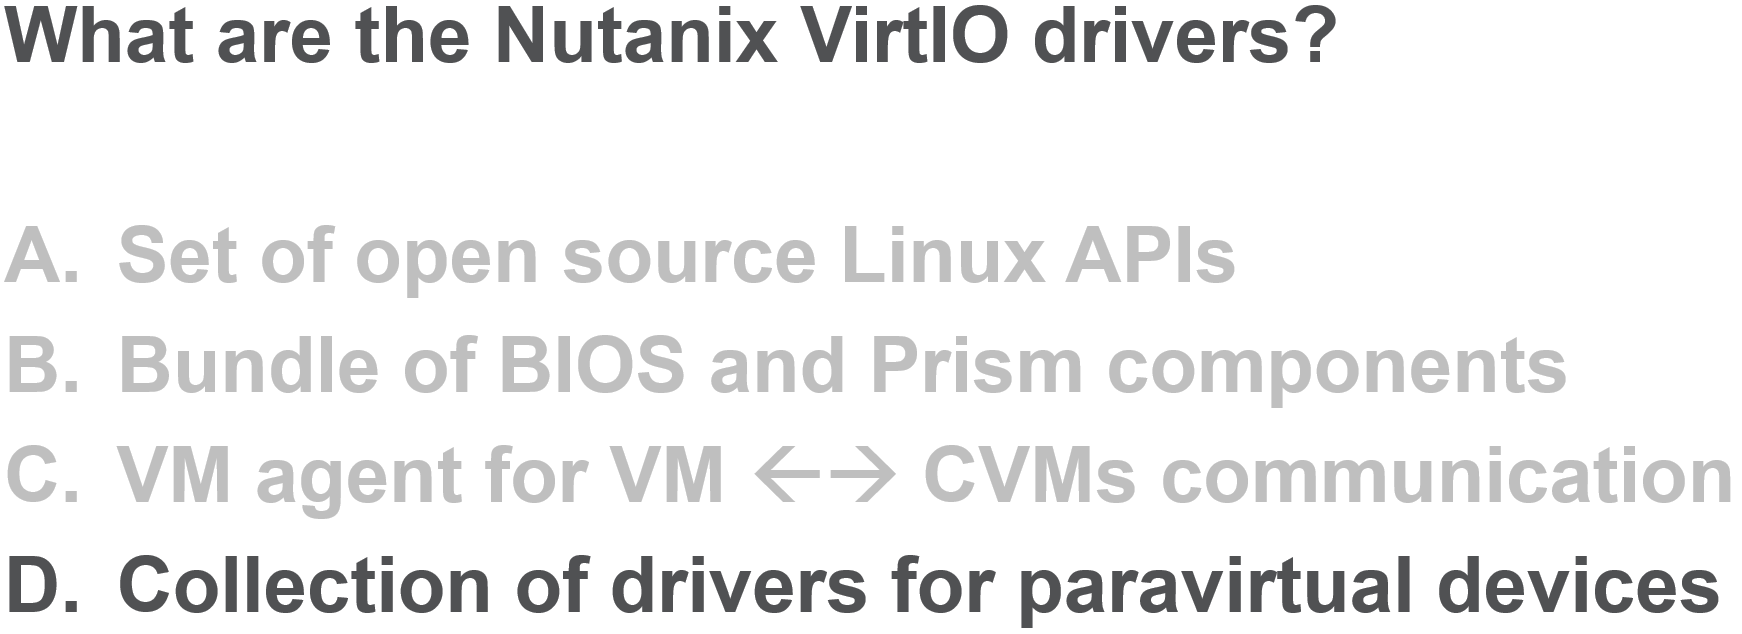 What are the Nutanix VirtIO drivers?
A. Set of open source Linux APIs
B. Bundle of BIOS and Prism components
C. VM agent for VM ←→ CVMs communication
D. Collection of drivers for paravirtual devices